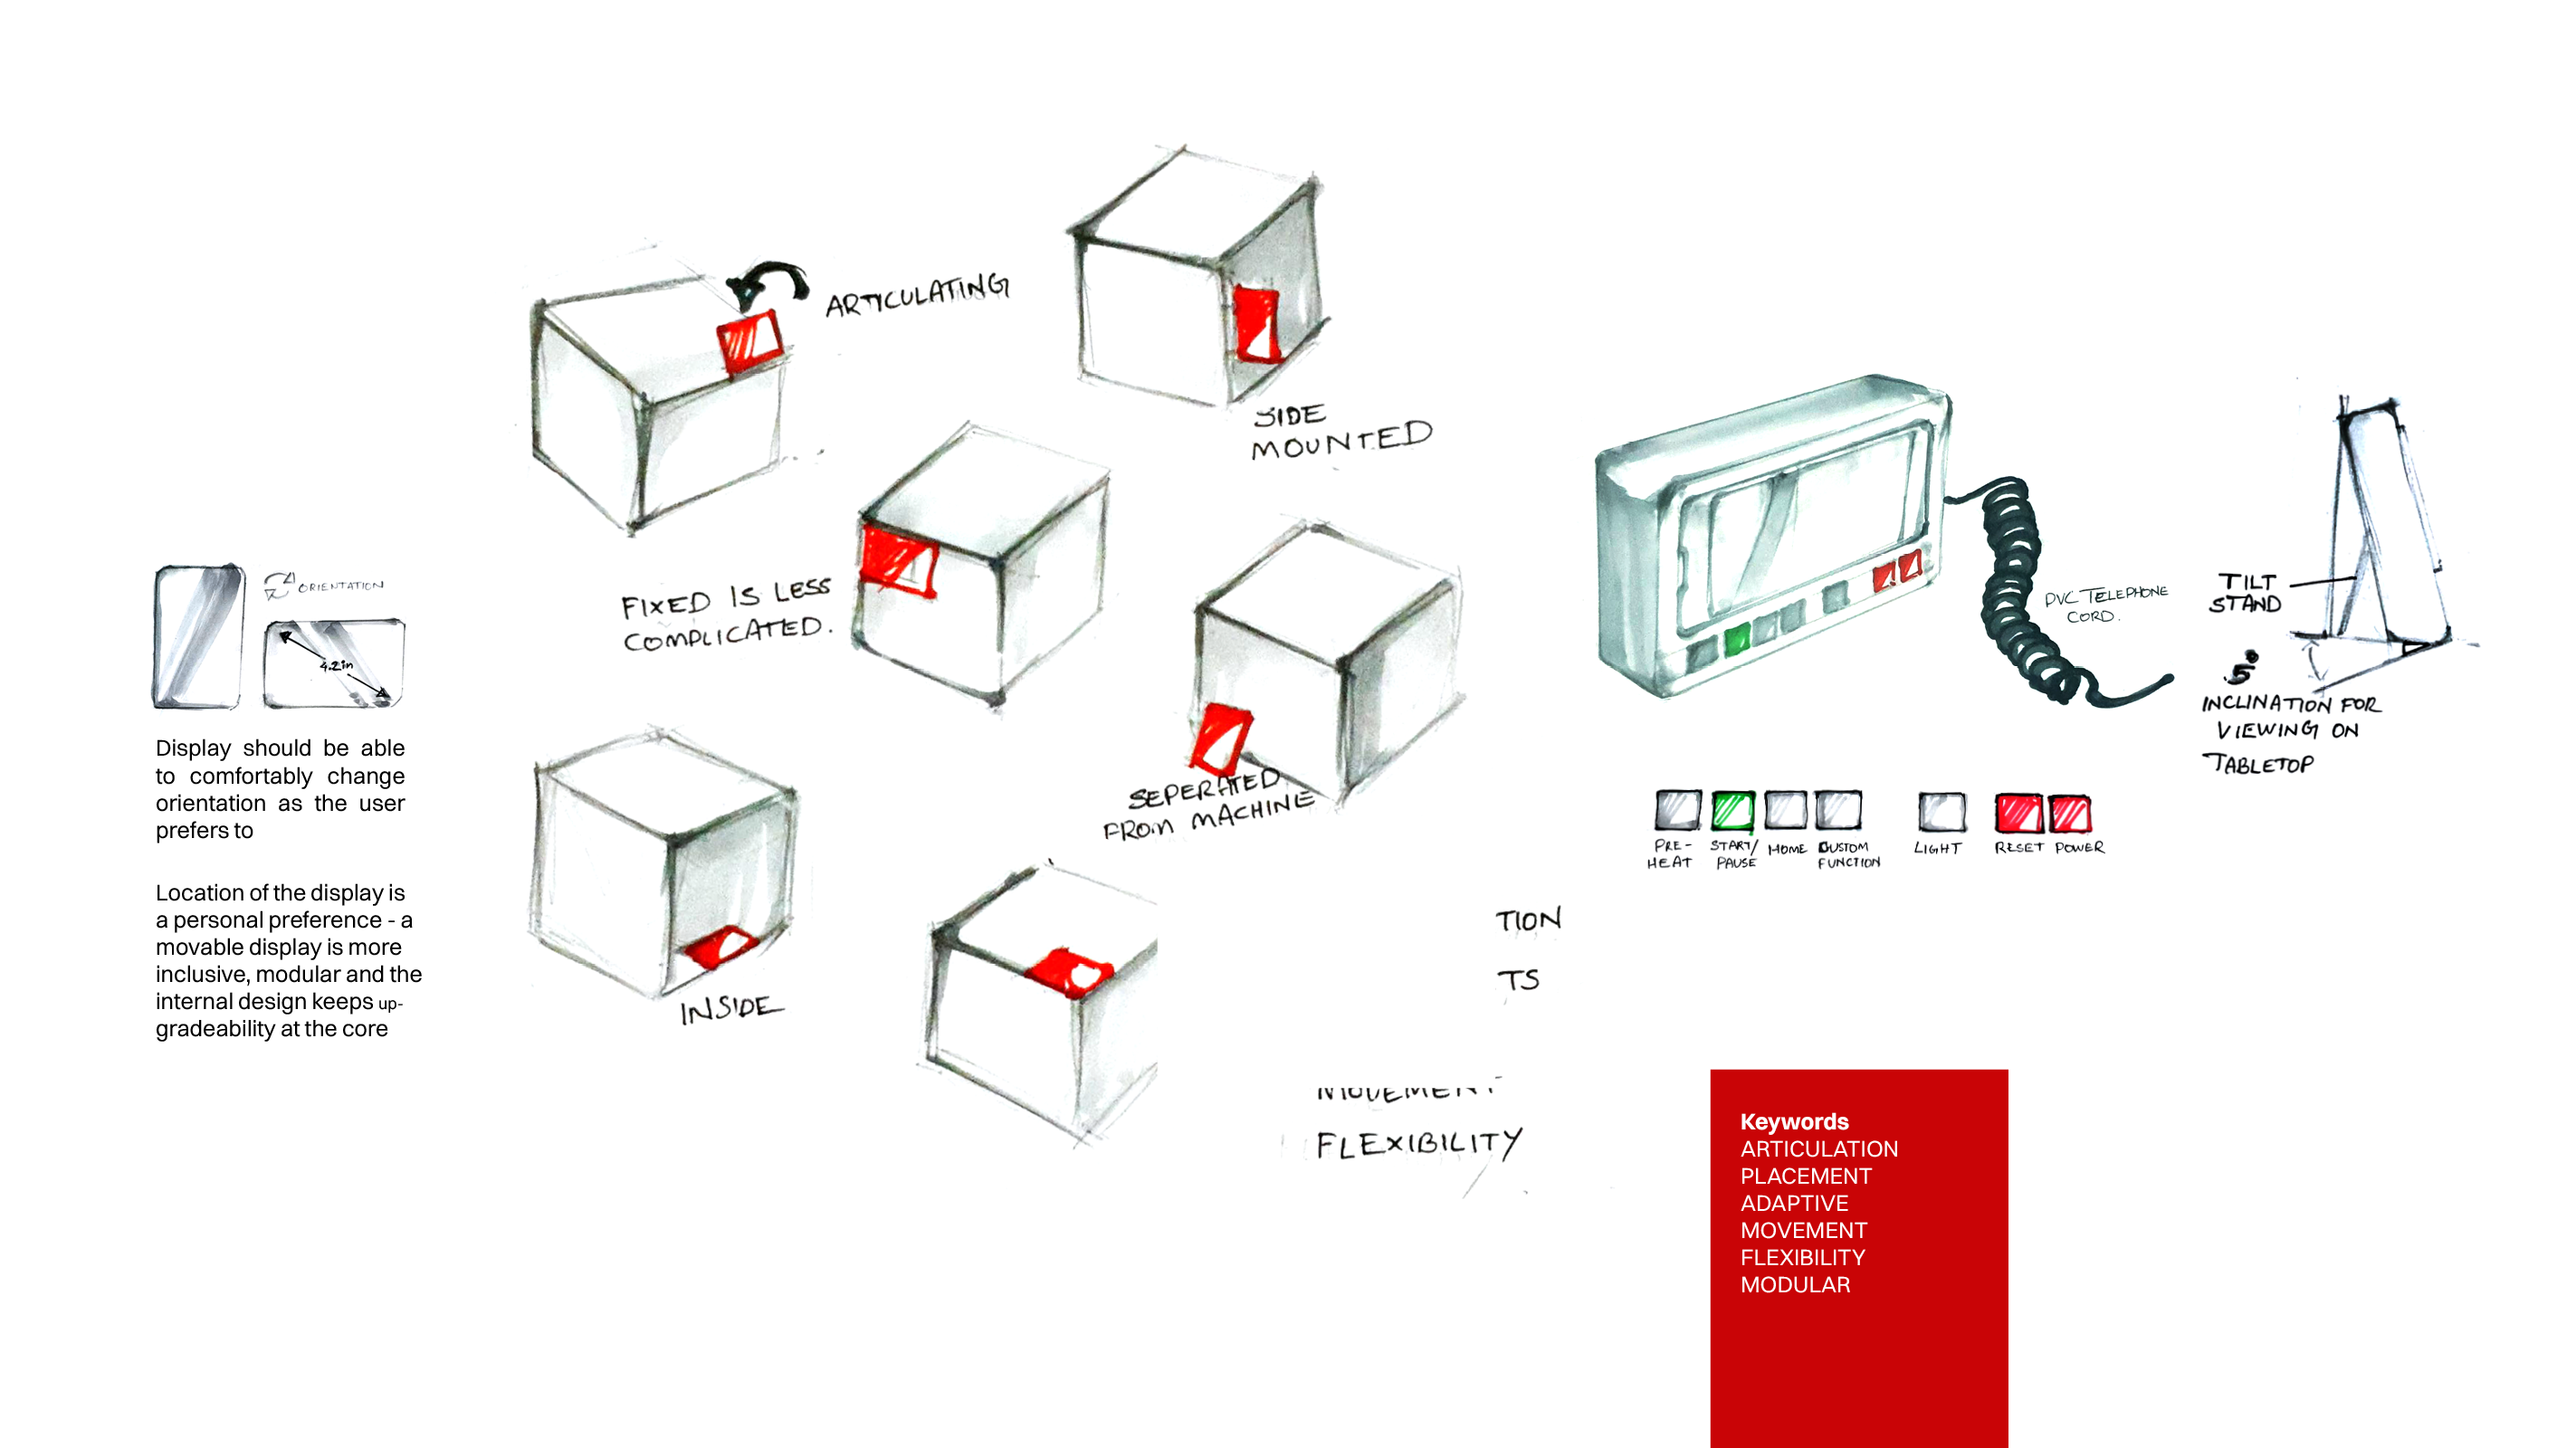 ORIENTATION
4.2in
Display should be able
to comfortably change
orientation as the user
prefers to
Location of the display is
a personal preference - a
movable display is more
inclusive, modular and the
internal design keeps up-
gradeability at the core
ARTICULATING
SIDE
MOUNTED
FIXED IS LESS
COMPLICATED.
SEPERATED
FROM MACHINE
INSIDE
TION
TS
MOVEMENT
FLEXIBILITY
PVC TELEPHONE
CORD.
TILT
STAND
5°
INCLINATION FOR
VIEWING ON
TABLETOP
PRE-
HEAT
START/
PAUSE
HOME
CUSTOM
FUNCTION
LIGHT
RESET
POWER
Keywords
ARTICULATION
PLACEMENT
ADAPTIVE
MOVEMENT
FLEXIBILITY
MODULAR